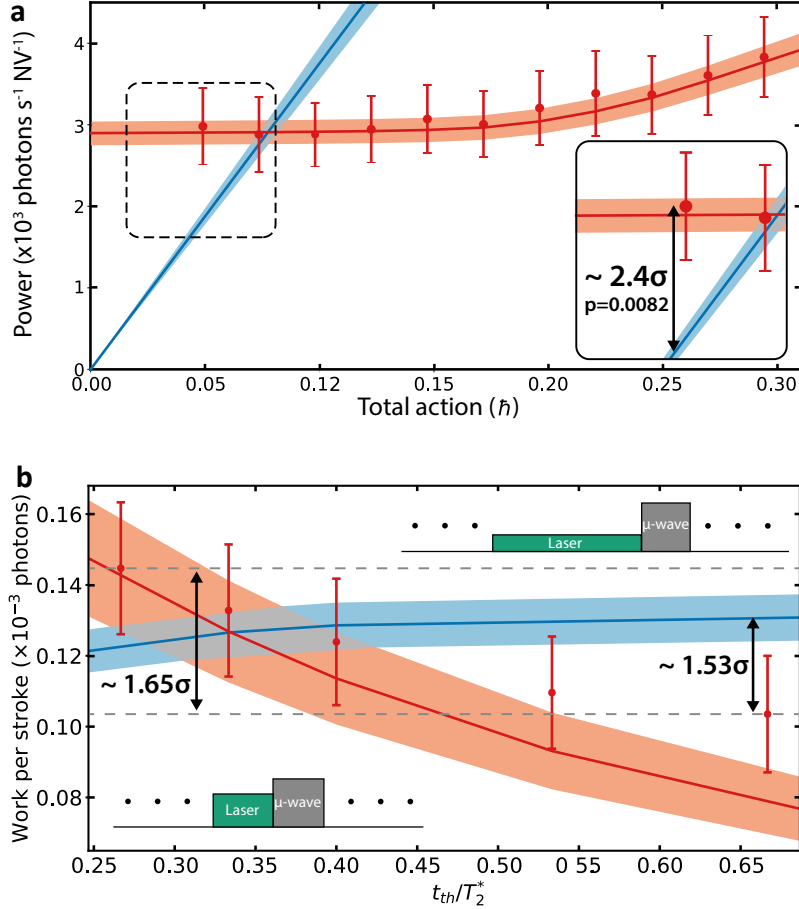 a
Power (x10³ photons s⁻¹ NV⁻¹)
4
3
2
1
0
~ 2.4σ
p=0.0082
0.00
0.05
0.12
0.15
0.20
0.25
0.30
Total action (ħ)
b
Work per stroke (×10⁻³ photons)
0.16
0.14
0.12
0.10
0.08
μ-wave
Laser
~ 1.65σ
~ 1.53σ
μ-wave
Laser
0.25
0.30
0.35
0.40
0.45
0.50
0 55
0.60
0.65
t_th/T₂*